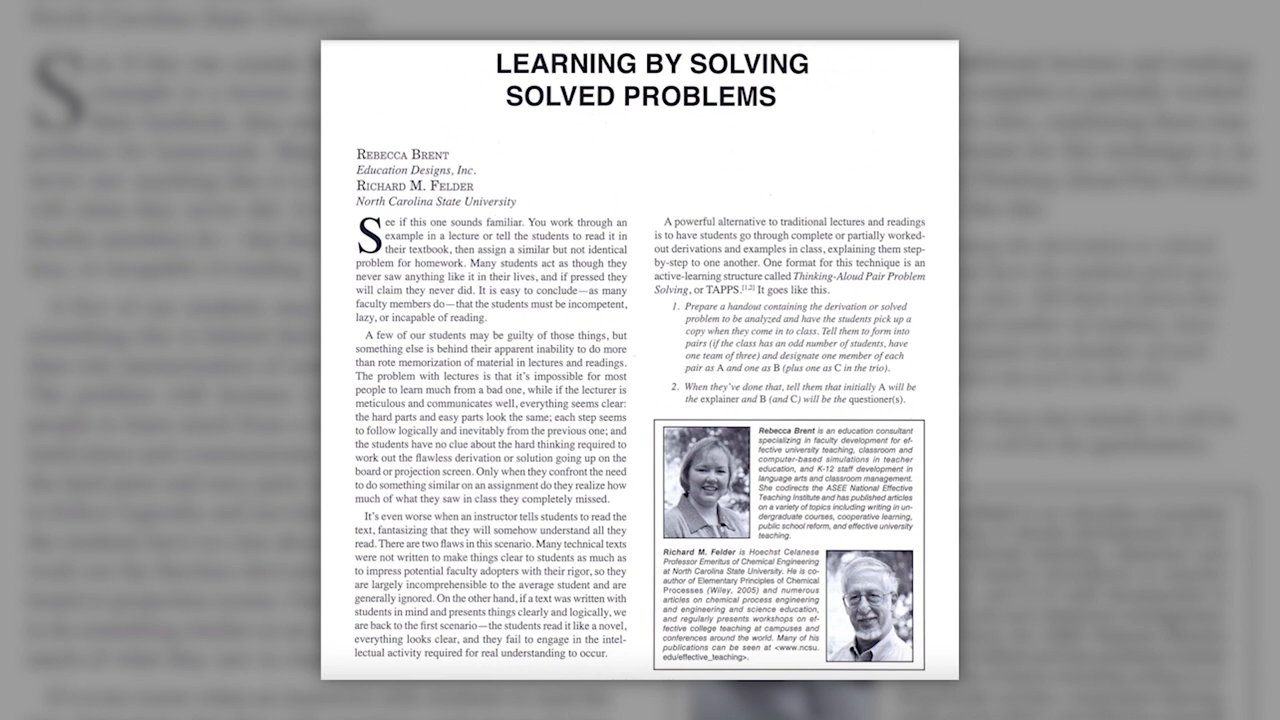 LEARNING BY SOLVING
SOLVED PROBLEMS
REBECCA BRENT
Education Designs, Inc.
RICHARD M. FELDER
North Carolina State University
See if this one sounds familiar. You work through an
example in a lecture or tell the students to read it in
their textbook, then assign a similar but not identical
problem for homework. Many students act as though they
never saw anything like it in their lives, and if pressed they
will claim they never did. It is easy to conclude—as many
faculty members do—that the students must be incompetent,
lazy, or incapable of reading.
A few of our students may be guilty of those things, but
something else is behind their apparent inability to do more
than rote memorization of material in lectures and readings.
The problem with lectures is that it's impossible for most
people to learn much from a bad one, while if the lecturer is
meticulous and communicates well, everything seems clear:
the hard parts and easy parts look the same; each step seems
to follow logically and inevitably from the previous one; and
the students have no clue about the hard thinking required to
work out the flawless derivation or solution going up on the
board or projection screen. Only when they confront the need
to do something similar on an assignment do they realize how
much of what they saw in class they completely missed.
It's even worse when an instructor tells students to read the
text, fantasizing that they will somehow understand all they
read. There are two flaws in this scenario. Many technical texts
were not written to make things clear to students as much as
to impress potential faculty adopters with their rigor, so they
are largely incomprehensible to the average student and are
generally ignored. On the other hand, if a text was written with
students in mind and presents things clearly and logically, we
are back to the first scenario—the students read it like a novel,
everything looks clear, and they fail to engage in the intel-
lectual activity required for real understanding to occur.
A powerful alternative to traditional lectures and readings
is to have students go through complete or partially worked-
out derivations and examples in class, explaining them step-
by-step to one another. One format for this technique is an
active-learning structure called Thinking-Aloud Pair Problem
Solving, or TAPPS.[1,2] It goes like this.
1. Prepare a handout containing the derivation or solved
problem to be analyzed and have the students pick up a
copy when they come in to class. Tell them to form into
pairs (if the class has an odd number of students, have
one team of three) and designate one member of each
pair as A and one as B (plus one as C in the trio).
2. When they've done that, tell them that initially A will be
the explainer and B (and C) will be the questioner(s).
Rebecca Brent is an education consultant
specializing in faculty development for ef-
fective university teaching, classroom and
computer-based simulations in teacher
education, and K-12 staff development in
language arts and classroom management.
She codirects the ASEE National Effective
Teaching Institute and has published articles
on a variety of topics including writing in un-
dergraduate courses, cooperative learning,
public school reform, and effective university
teaching.
Richard M. Felder is Hoechst Celanese
Professor Emeritus of Chemical Engineering
at North Carolina State University. He is co-
author of Elementary Principles of Chemical
Processes (Wiley, 2005) and numerous
articles on chemical process engineering
and engineering and science education,
and regularly presents workshops on ef-
fective college teaching at campuses and
conferences around the world. Many of his
publications can be seen at <www.ncsu.
edu/effective_teaching>.